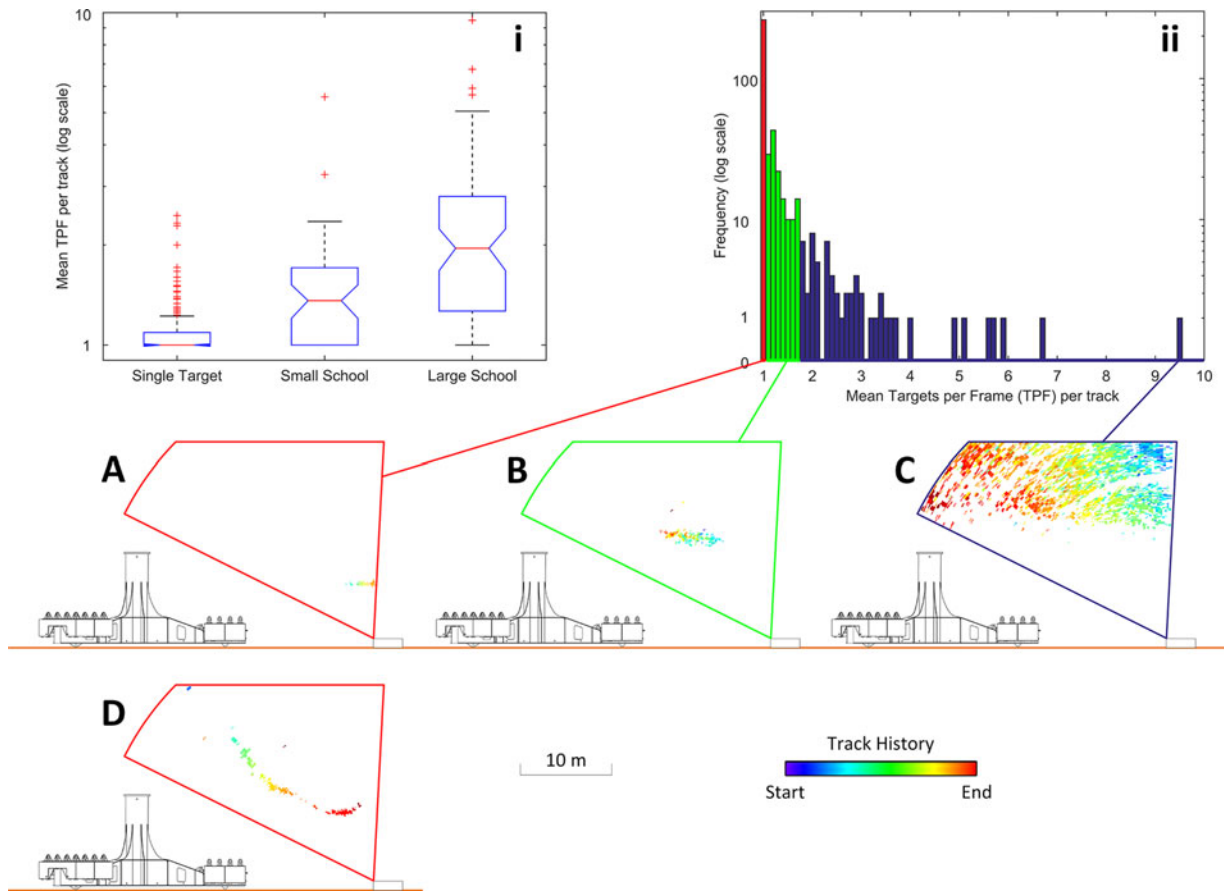 i
Mean TPF per track (log scale)
10
1
Single Target
Small School
Large School
ii
Frequency (log scale)
100
10
1
0
1 2 3 4 5 6 7 8 9 10
Mean Targets per Frame (TPF) per track
A
B
C
D
10 m
Track History
Start
End